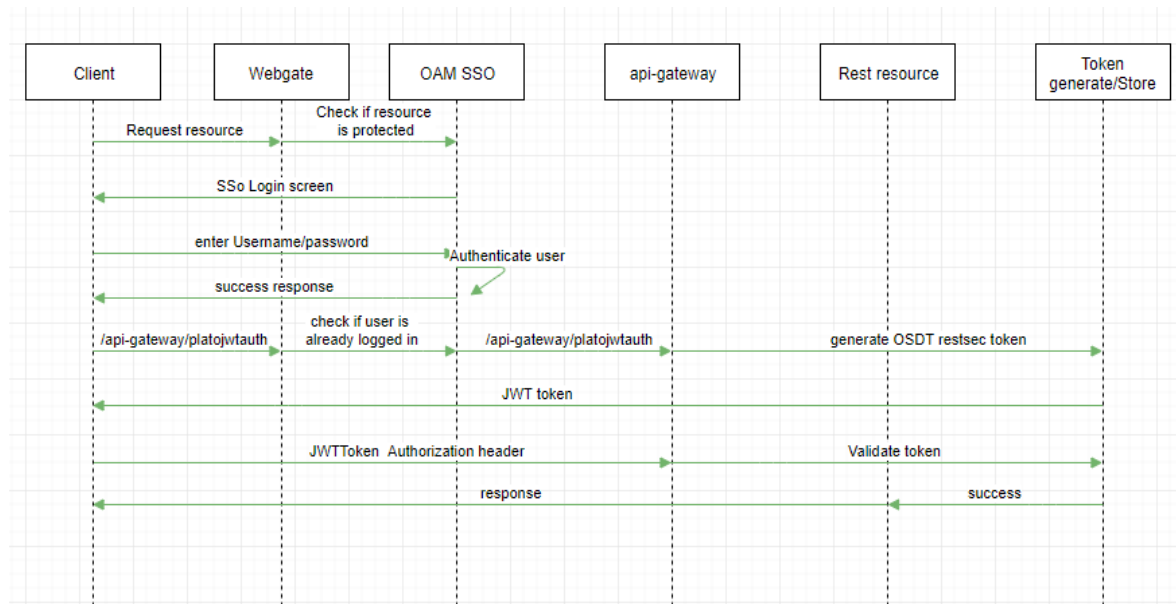 Client
Webgate
OAM SSO
api-gateway
Rest resource
Token
generate/Store
Request resource
Check if resource
is protected
SSo Login screen
enter Username/password
Authenticate user
success response
/api-gateway/platojwtauth
check if user is
already logged in
/api-gateway/platojwtauth
generate OSDT restsec token
JWT token
JWTToken Authorization header
Validate token
response
success